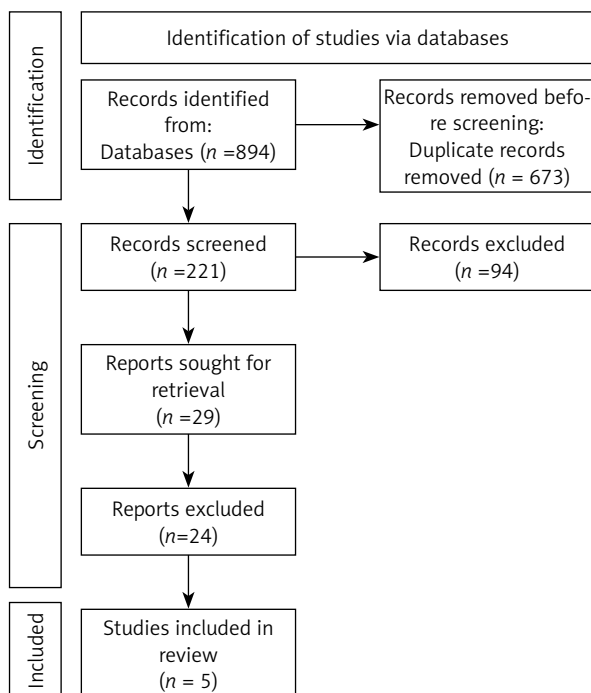 Identification
Identification of studies via databases
Records identified
from:
Databases (n =894)
Records removed befo-
re screening:
Duplicate records
removed (n = 673)
Screening
Records screened
(n =221)
Records excluded
(n =94)
Reports sought for
retrieval
(n =29)
Reports excluded
(n=24)
Included
Studies included in
review
(n = 5)